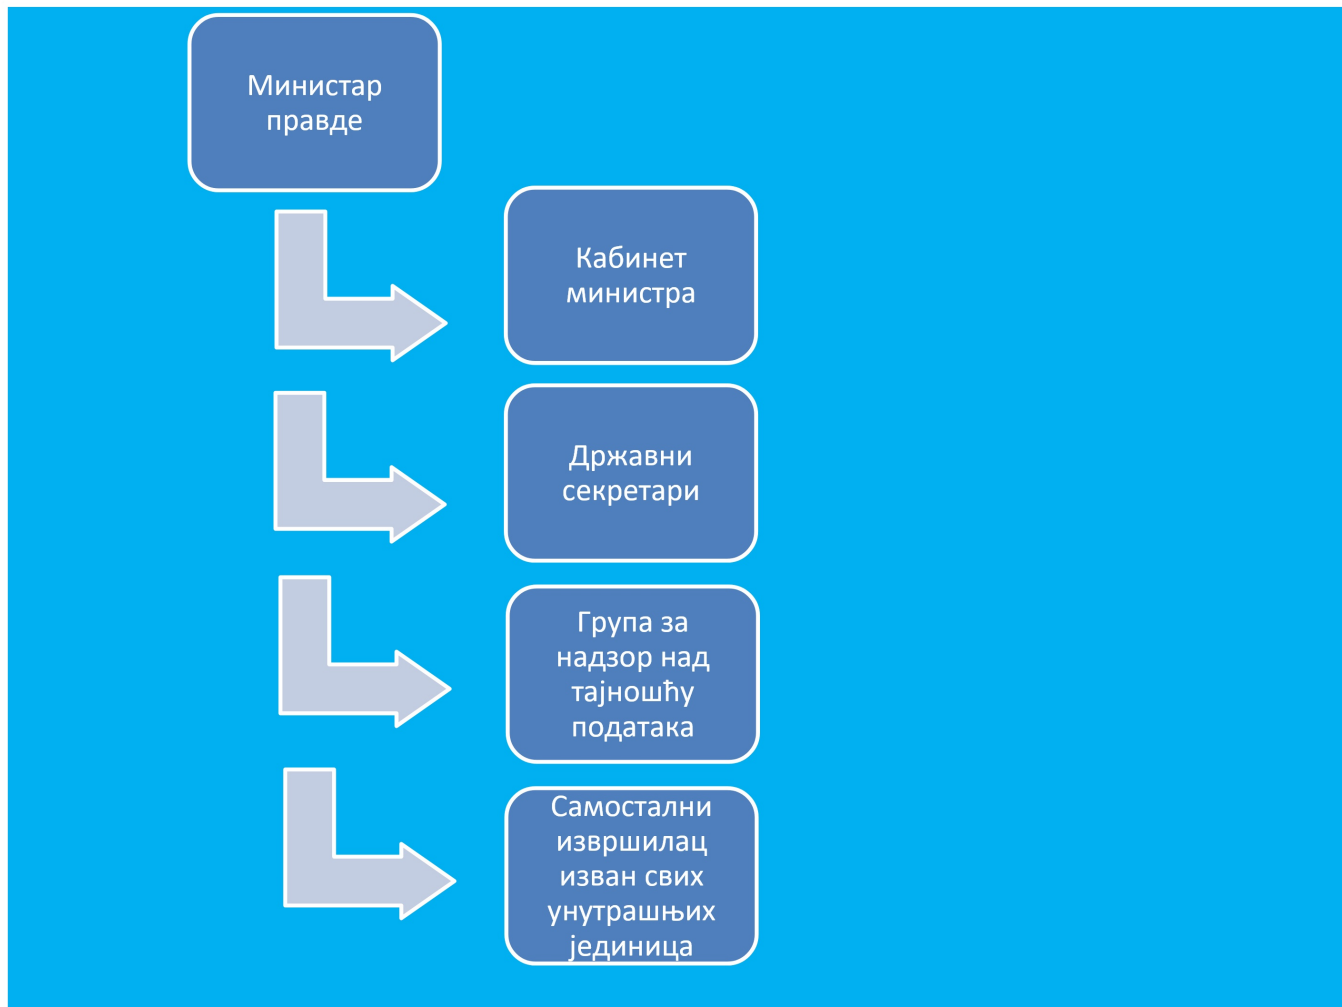 Министар
правде
Кабинет
министра
Државни
секретари
Група за
надзор над
тајношћу
података
Самостални
извршилац
изван свих
унутрашњих
јединица